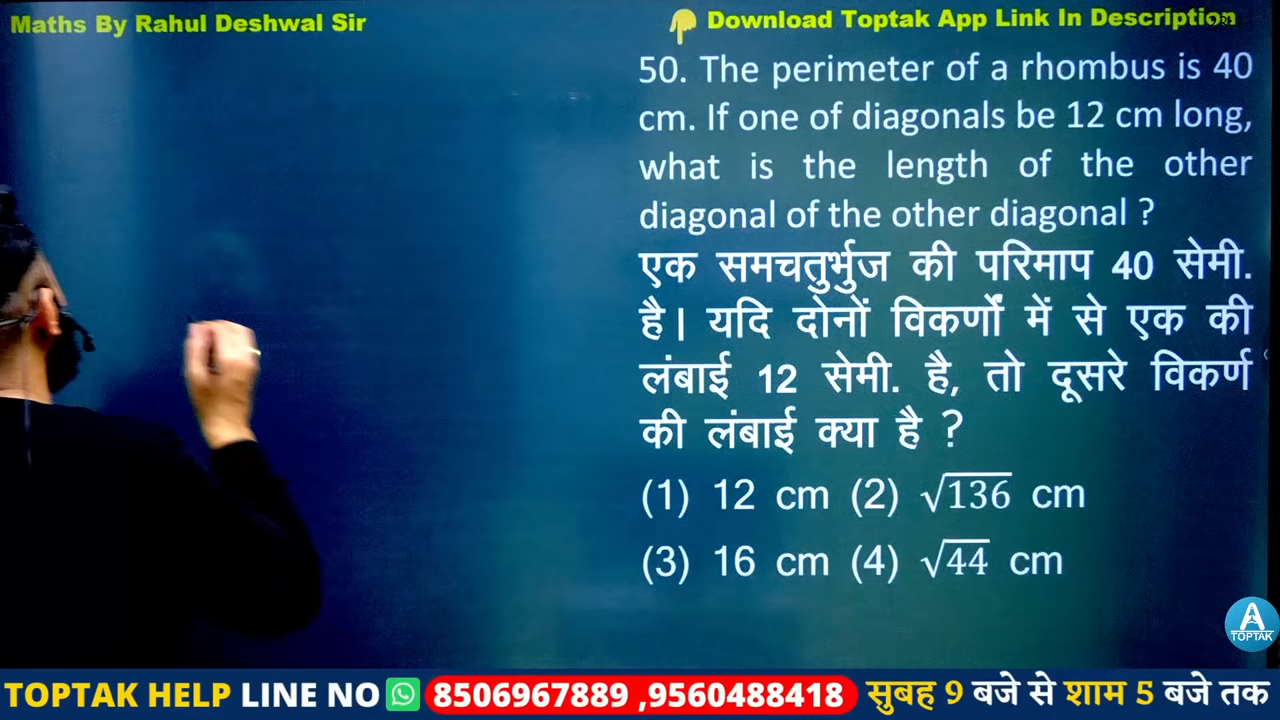 Maths By Rahul Deshwal Sir
Download Toptak App Link In Description
50. The perimeter of a rhombus is 40
cm. If one of diagonals be 12 cm long,
what is the length of the other
diagonal of the other diagonal ?
एक समचतुर्भुज की परिमाप 40 सेमी.
है। यदि दोनों विकर्णों में से एक की
लंबाई 12 सेमी. है, तो दूसरे विकर्ण
की लंबाई क्या है ?
(1) 12 cm (2) √136 cm
(3) 16 cm (4) √44 cm
A
TOPTAK
TOPTAK HELP LINE NO 8506967889 ,9560488418 सुबह 9 बजे से शाम 5 बजे तक